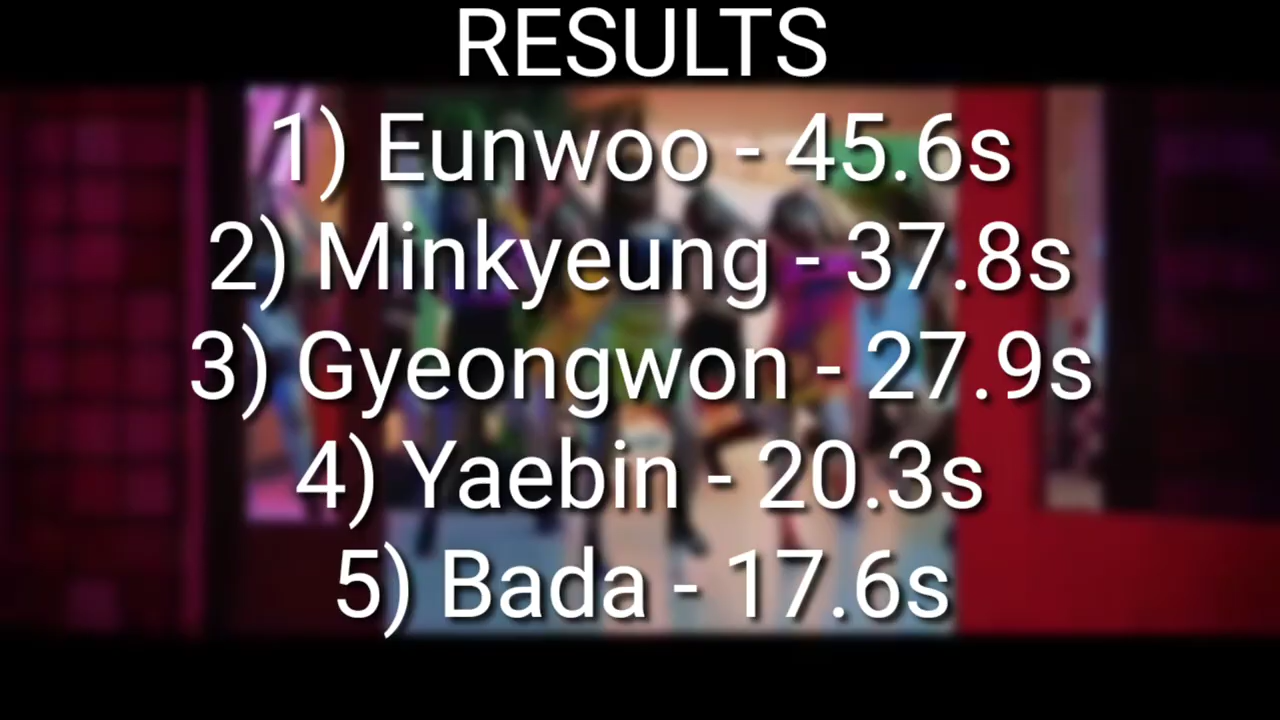 RESULTS
1) Eunwoo - 45.6s
2) Minkyeung - 37.8s
3) Gyeongwon - 27.9s
4) Yaebin - 20.3s
5) Bada - 17.6s